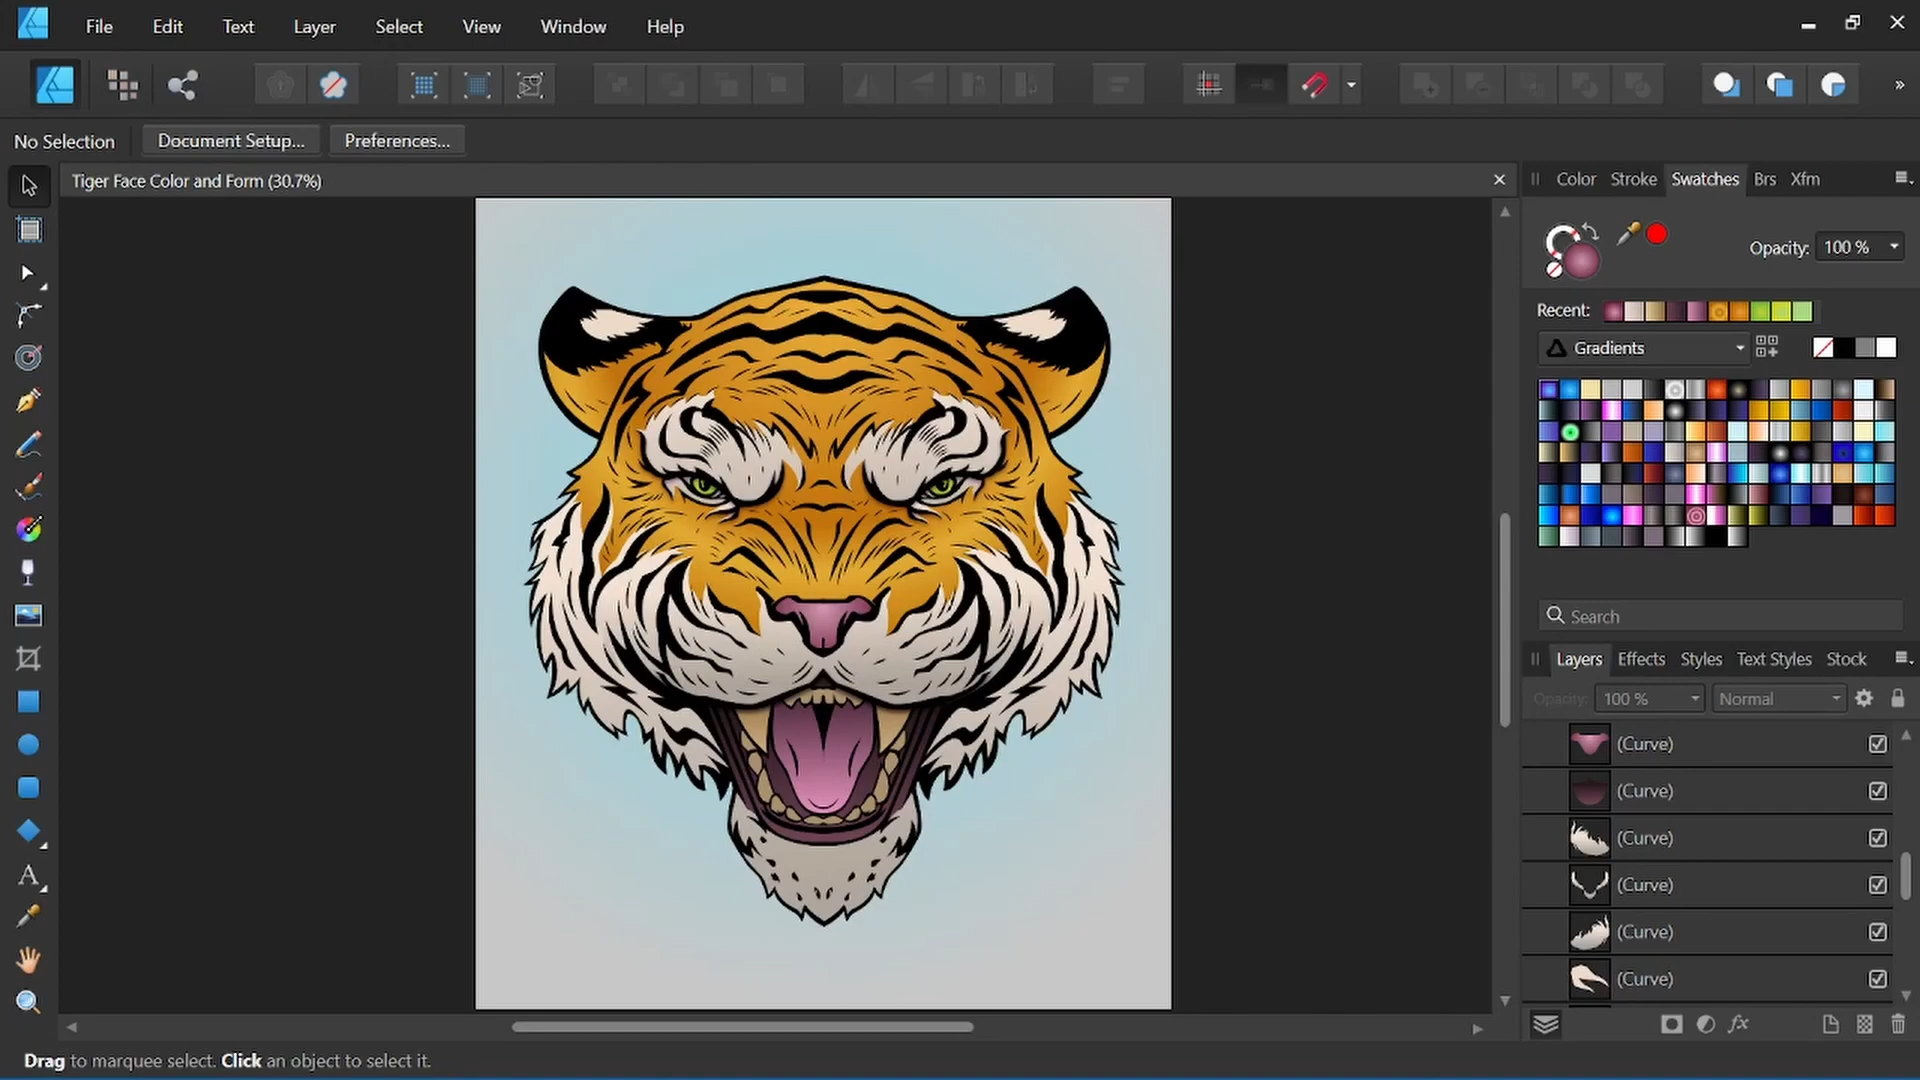 File Edit Text Layer Select View Window Help
No Selection Document Setup... Preferences...
Tiger Face Color and Form (30.7%)
Color Stroke Swatches Brs Xfm
Opacity: 100 %
Recent:
Gradients
Search
Layers Effects Styles Text Styles Stock
Opacity: 100 % Normal
(Curve)
(Curve)
(Curve)
(Curve)
(Curve)
(Curve)
Drag to marquee select. Click an object to select it.